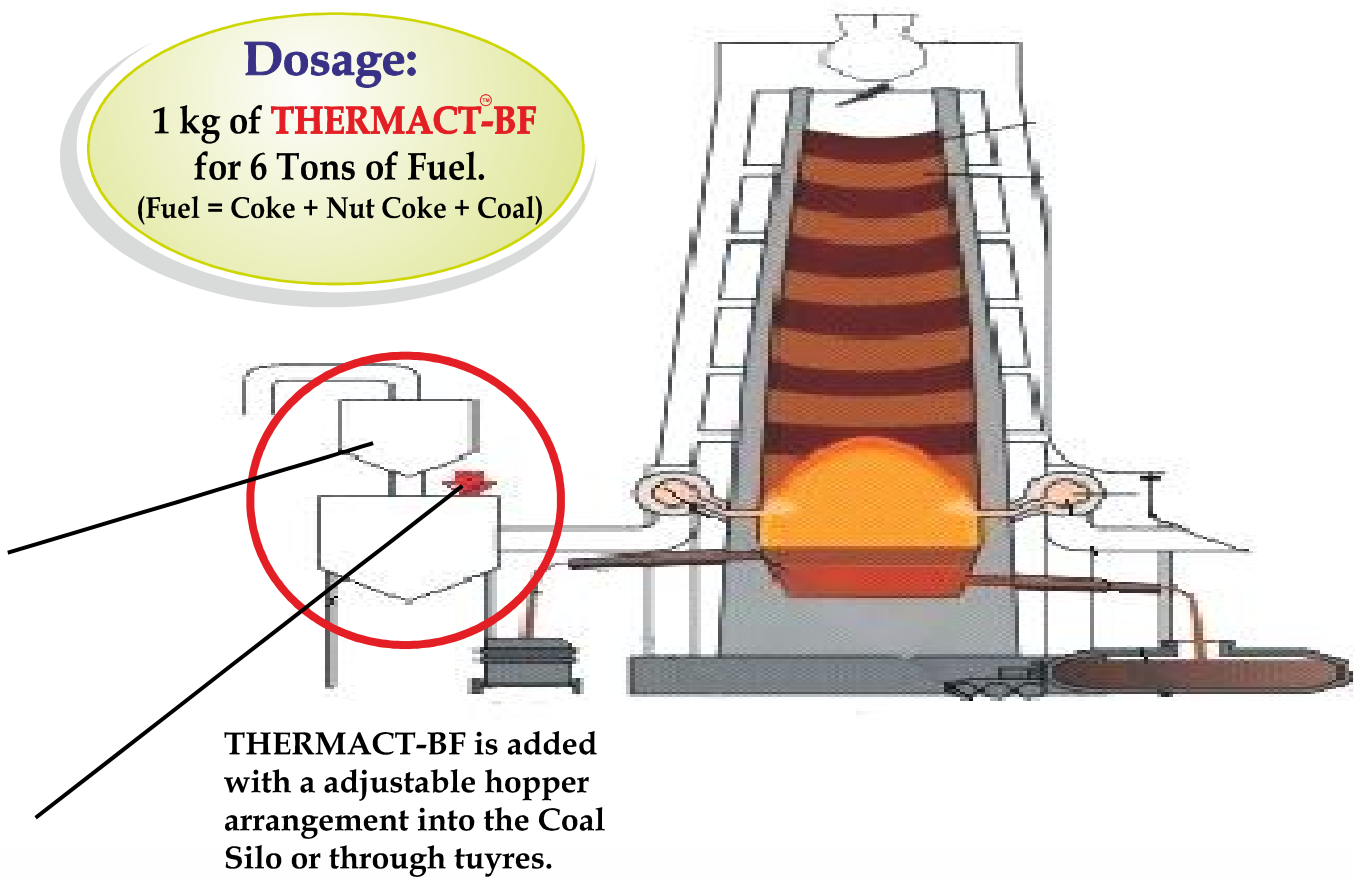 Dosage:
1 kg of THERMACT™-BF
for 6 Tons of Fuel.
(Fuel = Coke + Nut Coke + Coal)
THERMACT-BF is added
with a adjustable hopper
arrangement into the Coal
Silo or through tuyres.